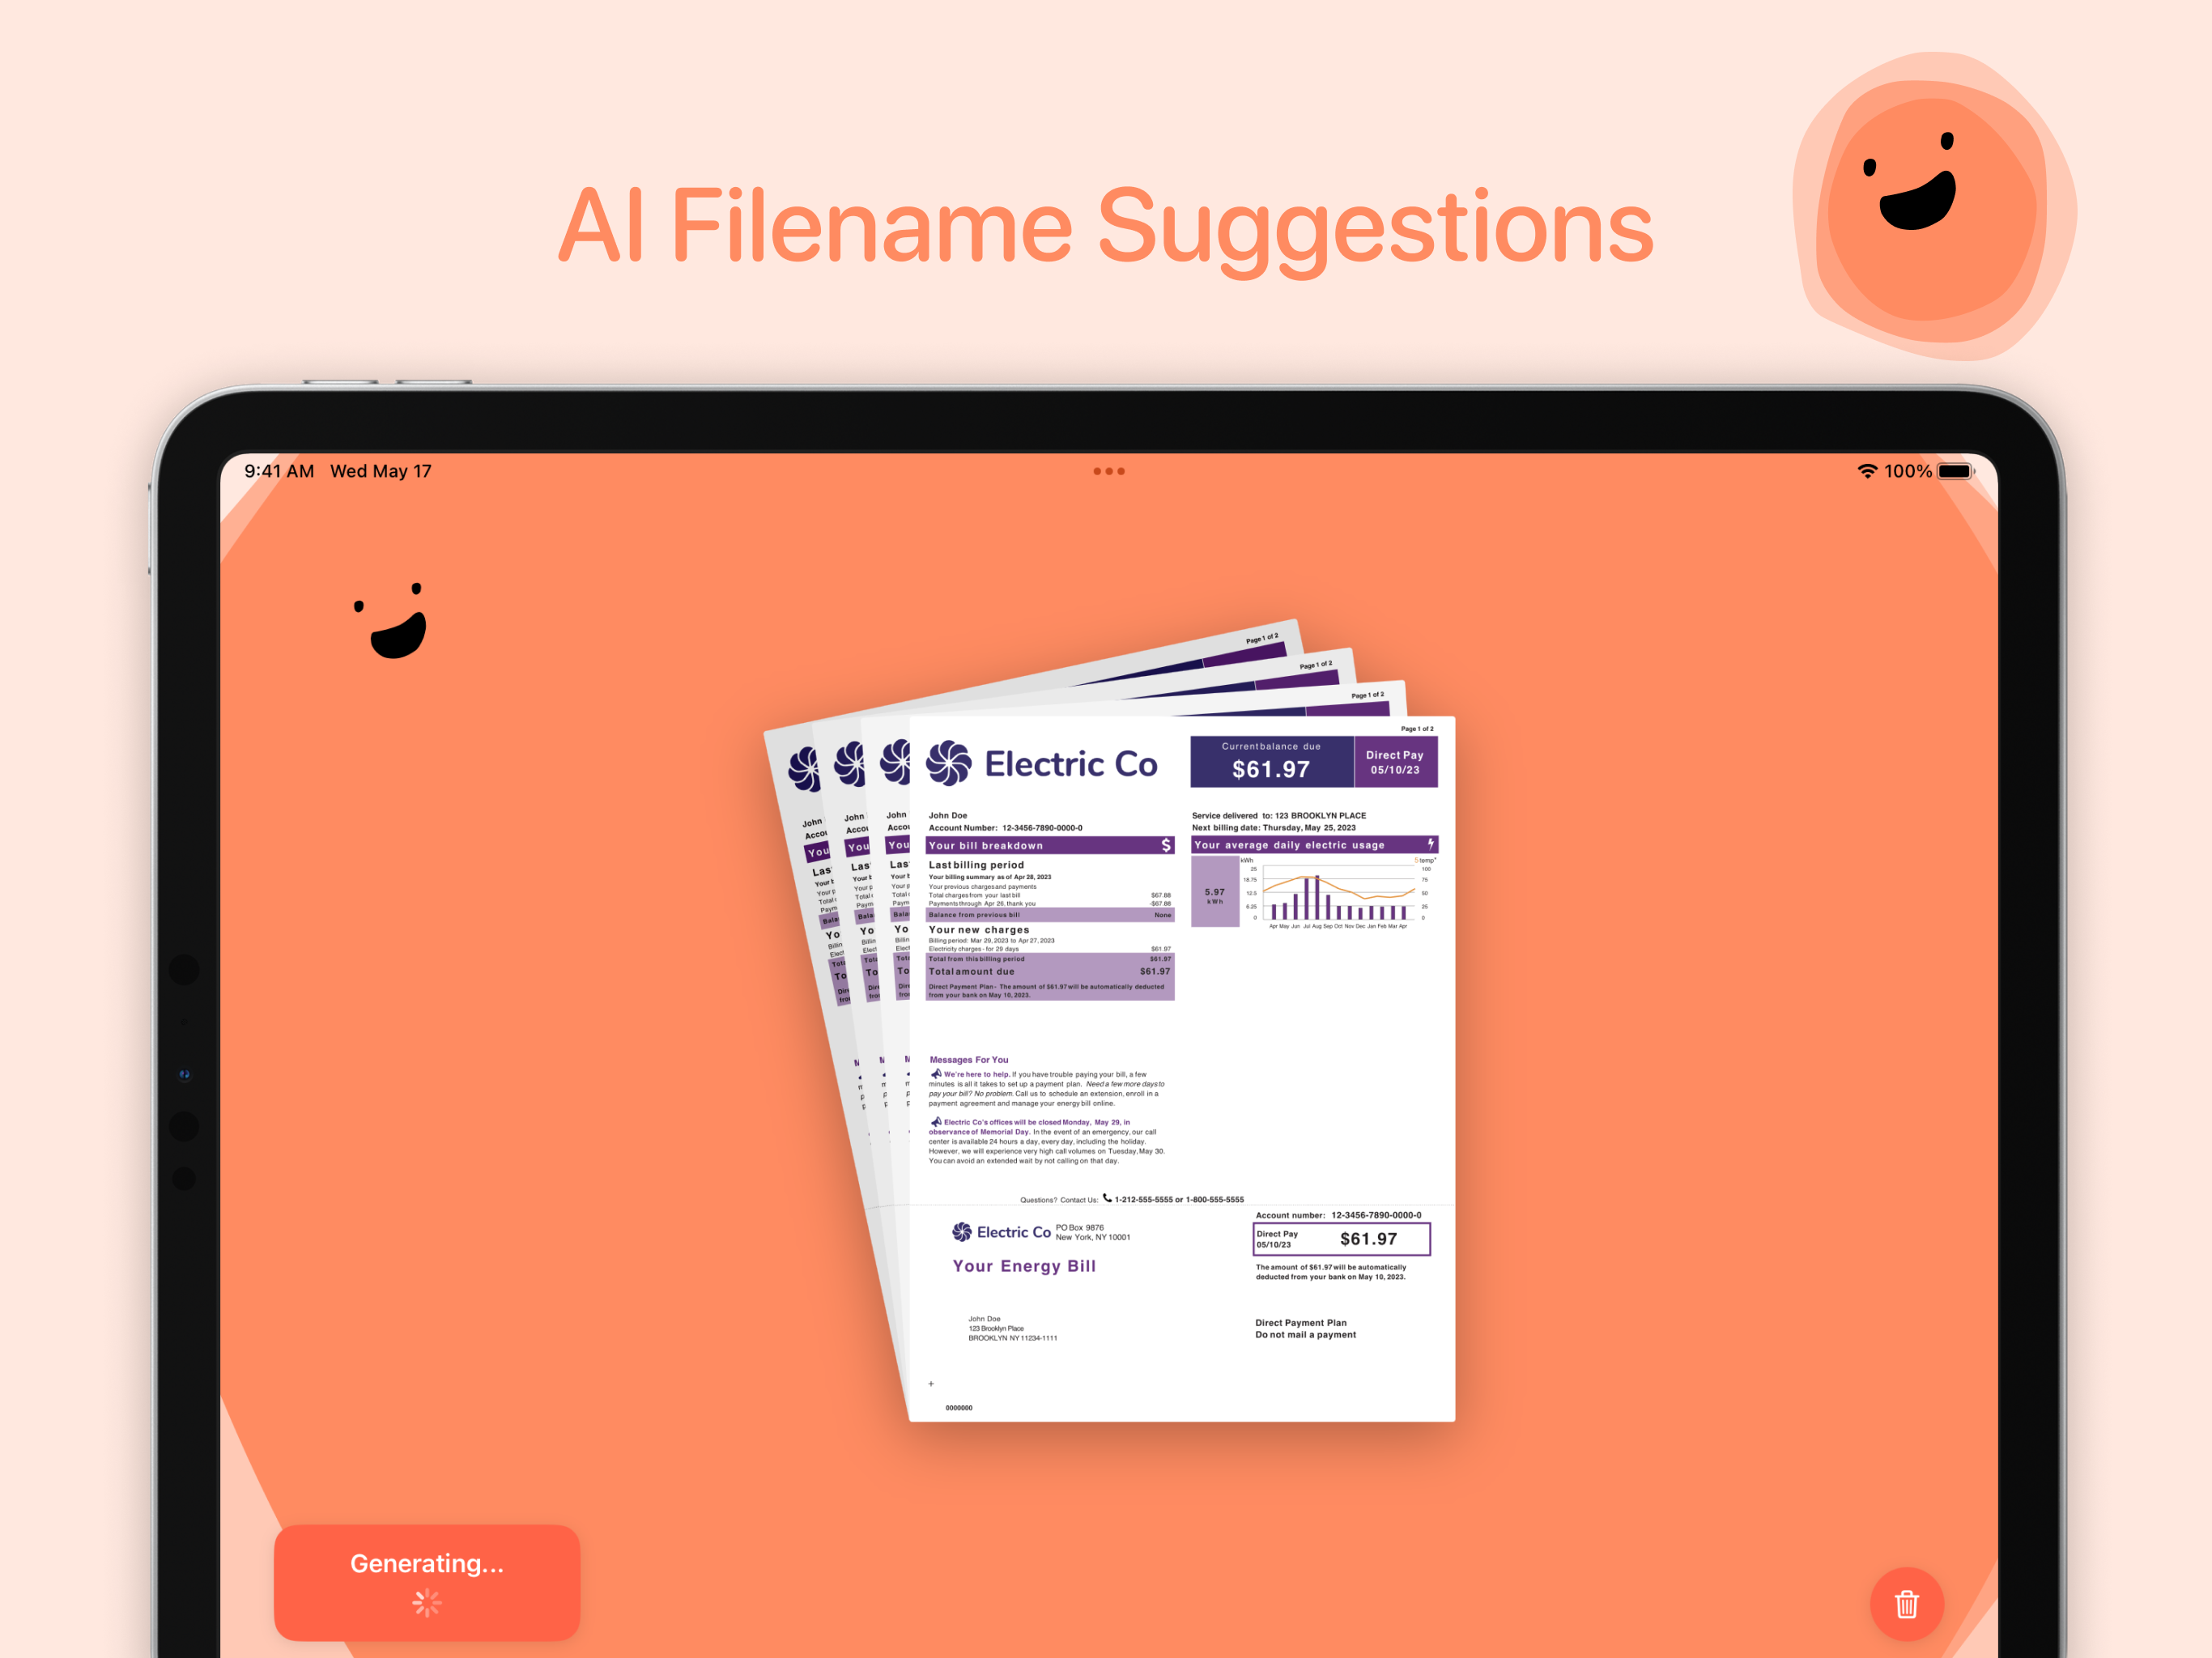 AI Filename Suggestions
9:41 AM Wed May 17
100%
Page 1 of 2
Page 1 of 2
Page 1 of 2
Page 1 of 2
Electric Co
Current balance due
$61.97
Direct Pay
05/10/23
John Doe
Account Number: 12-3456-7890-0000-0
Service delivered to: 123 BROOKLYN PLACE
Next billing date: Thursday, May 25, 2023
Your bill breakdown $
Last billing period
Your billing summary as of Apr 28, 2023
Your previous charges and payments
Total charges from your last bill $67.88
Payments through Apr 26, thank you -$67.88
Balance from previous bill None
Your new charges
Billing period: Mar 29, 2023 to Apr 27, 2023
Electricity charges - for 29 days $61.97
Total from this billing period $61.97
Total amount due $61.97
Direct Payment Plan - The amount of $61.97 will be automatically deducted
from your bank on May 10, 2023.
Your average daily electric usage
5.97
kWh
kWh
25
18.75
12.5
6.25
0
5 temp°
100
75
50
25
0
Apr May Jun Jul Aug Sep Oct Nov Dec Jan Feb Mar Apr
Messages For You
We're here to help. If you have trouble paying your bill, a few
minutes is all it takes to set up a payment plan. Need a few more days to
pay your bill? No problem. Call us to schedule an extension, enroll in a
payment agreement and manage your energy bill online.
Electric Co's offices will be closed Monday, May 29, in
observance of Memorial Day. In the event of an emergency, our call
center is available 24 hours a day, every day, including the holiday.
However, we will experience very high call volumes on Tuesday, May 30.
You can avoid an extended wait by not calling on that day.
Questions? Contact Us: 1-212-555-5555 or 1-800-555-5555
Electric Co
PO Box 9876
New York, NY 10001
Your Energy Bill
Account number: 12-3456-7890-0000-0
Direct Pay
05/10/23
$61.97
The amount of $61.97 will be automatically
deducted from your bank on May 10, 2023.
John Doe
123 Brooklyn Place
BROOKLYN NY 11234-1111
Direct Payment Plan
Do not mail a payment
+
0000000
Generating...